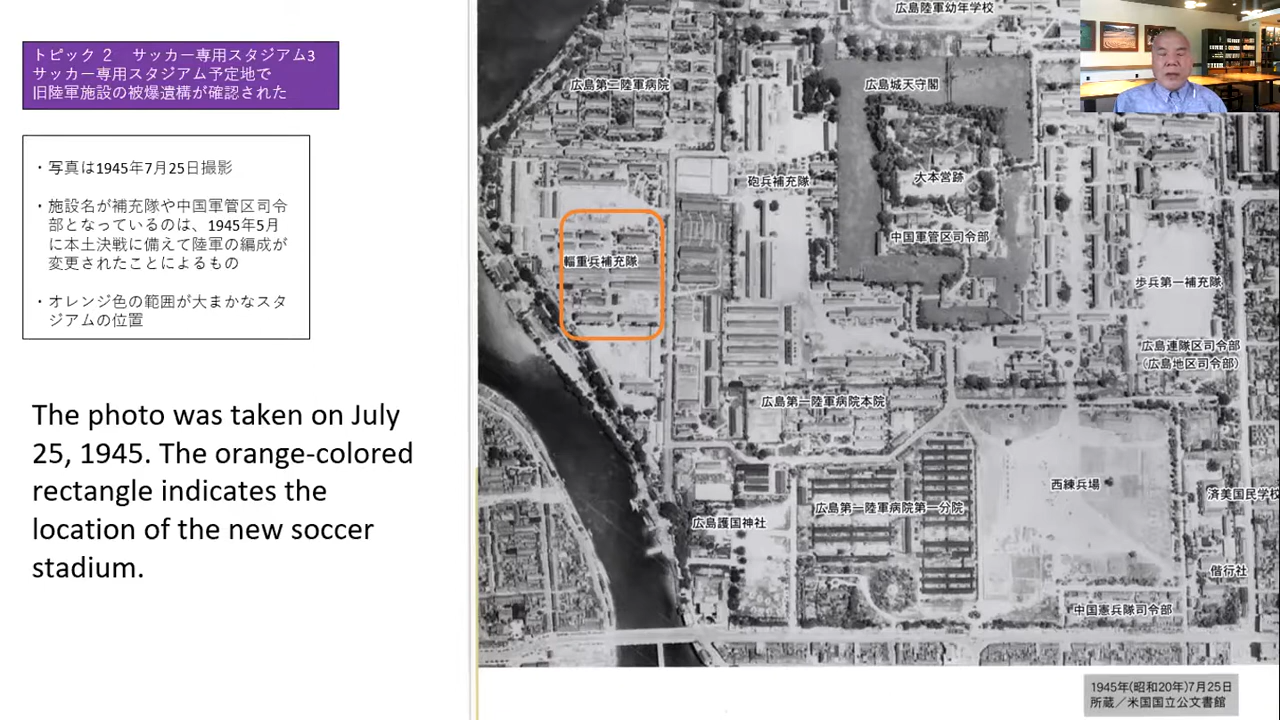 トピック 2　サッカー専用スタジアム3
サッカー専用スタジアム予定地で
旧陸軍施設の被爆遺構が確認された
・写真は1945年7月25日撮影
・施設名が補充隊や中国軍管区司令
部となっているのは、1945年5月
に本土決戦に備えて陸軍の編成が
変更されたことによるもの
・オレンジ色の範囲が大まかなスタ
ジアムの位置
The photo was taken on July
25, 1945. The orange-colored
rectangle indicates the
location of the new soccer
stadium.
広島陸軍幼年学校
広島第二陸軍病院
広島城天守閣
砲兵補充隊
大本営跡
中国軍管区司令部
輜重兵補充隊
歩兵第一補充隊
広島連隊区司令部
(広島地区司令部)
広島第一陸軍病院本院
西練兵場
済美国民学校
広島第一陸軍病院第一分院
広島護国神社
偕行社
中国憲兵隊司令部
1945年(昭和20年)7月25日
所蔵／米国国立公文書館